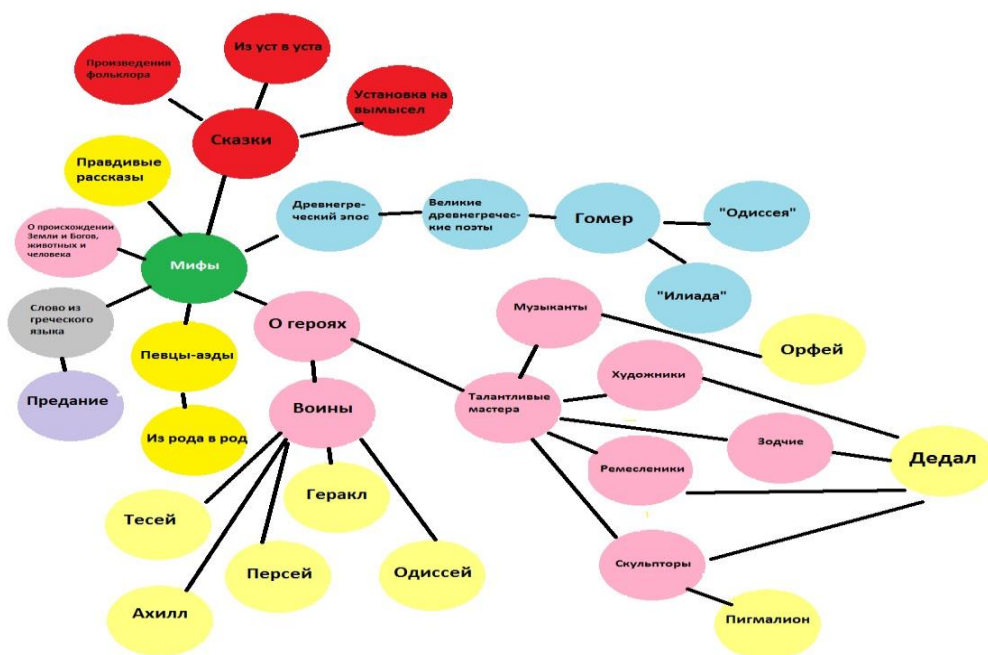 Из уст в уста
Произведения
фольклора
Установка на
вымысел
Сказки
Правдивые
рассказы
Древнегре-
ческий эпос
Великие
древнегречес-
кие поэты
Гомер
"Одиссея"
О происхождении
Земли и Богов,
животных и
человека
Мифы
"Илиада"
Слово из
греческого
языка
Музыканты
О героях
Орфей
Певцы-аэды
Художники
Предание
Воины
Талантливые
мастера
Из рода в род
Зодчие
Дедал
Ремесленики
Геракл
Тесей
Персей
Одиссей
Скульпторы
Ахилл
Пигмалион